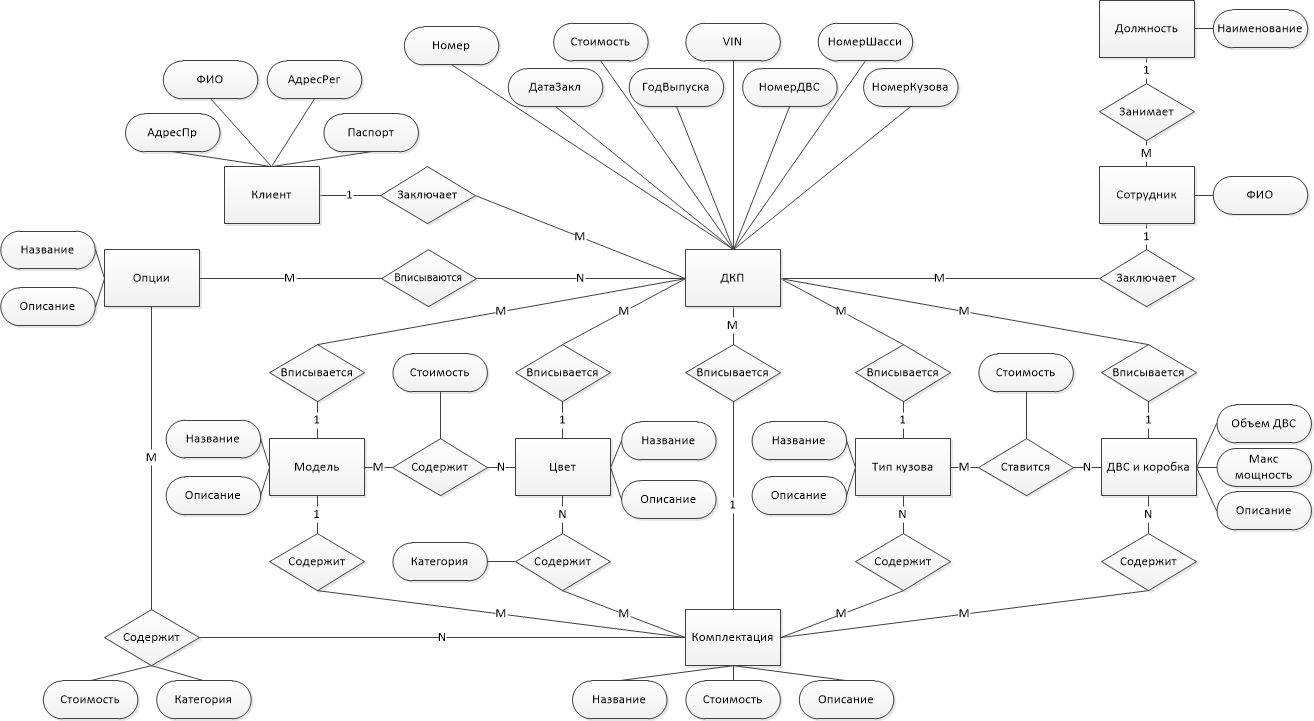 Должность
Наименование
Номер
Стоимость
VIN
НомерШасси
ФИО
АдресРег
ДатаЗакл
ГодВыпуска
НомерДВС
НомерКузова
1
Занимает
АдресПр
Паспорт
M
Клиент
1
Заключает
Сотрудник
ФИО
M
1
Название
Опции
M
Вписываются
N
ДКП
M
Заключает
Описание
M
M
M
M
M
Вписывается
Стоимость
Вписывается
Вписывается
Вписывается
Стоимость
Вписывается
1
1
1
1
Название
Название
Название
Объем ДВС
M
Модель
M
Содержит
N
Цвет
Тип кузова
M
Ставится
N
ДВС и коробка
Макс
мощность
Описание
Описание
Описание
Описание
1
N
1
N
N
Содержит
Категория
Содержит
Содержит
Содержит
M
M
M
M
Содержит
N
Комплектация
Стоимость
Категория
Название
Стоимость
Описание